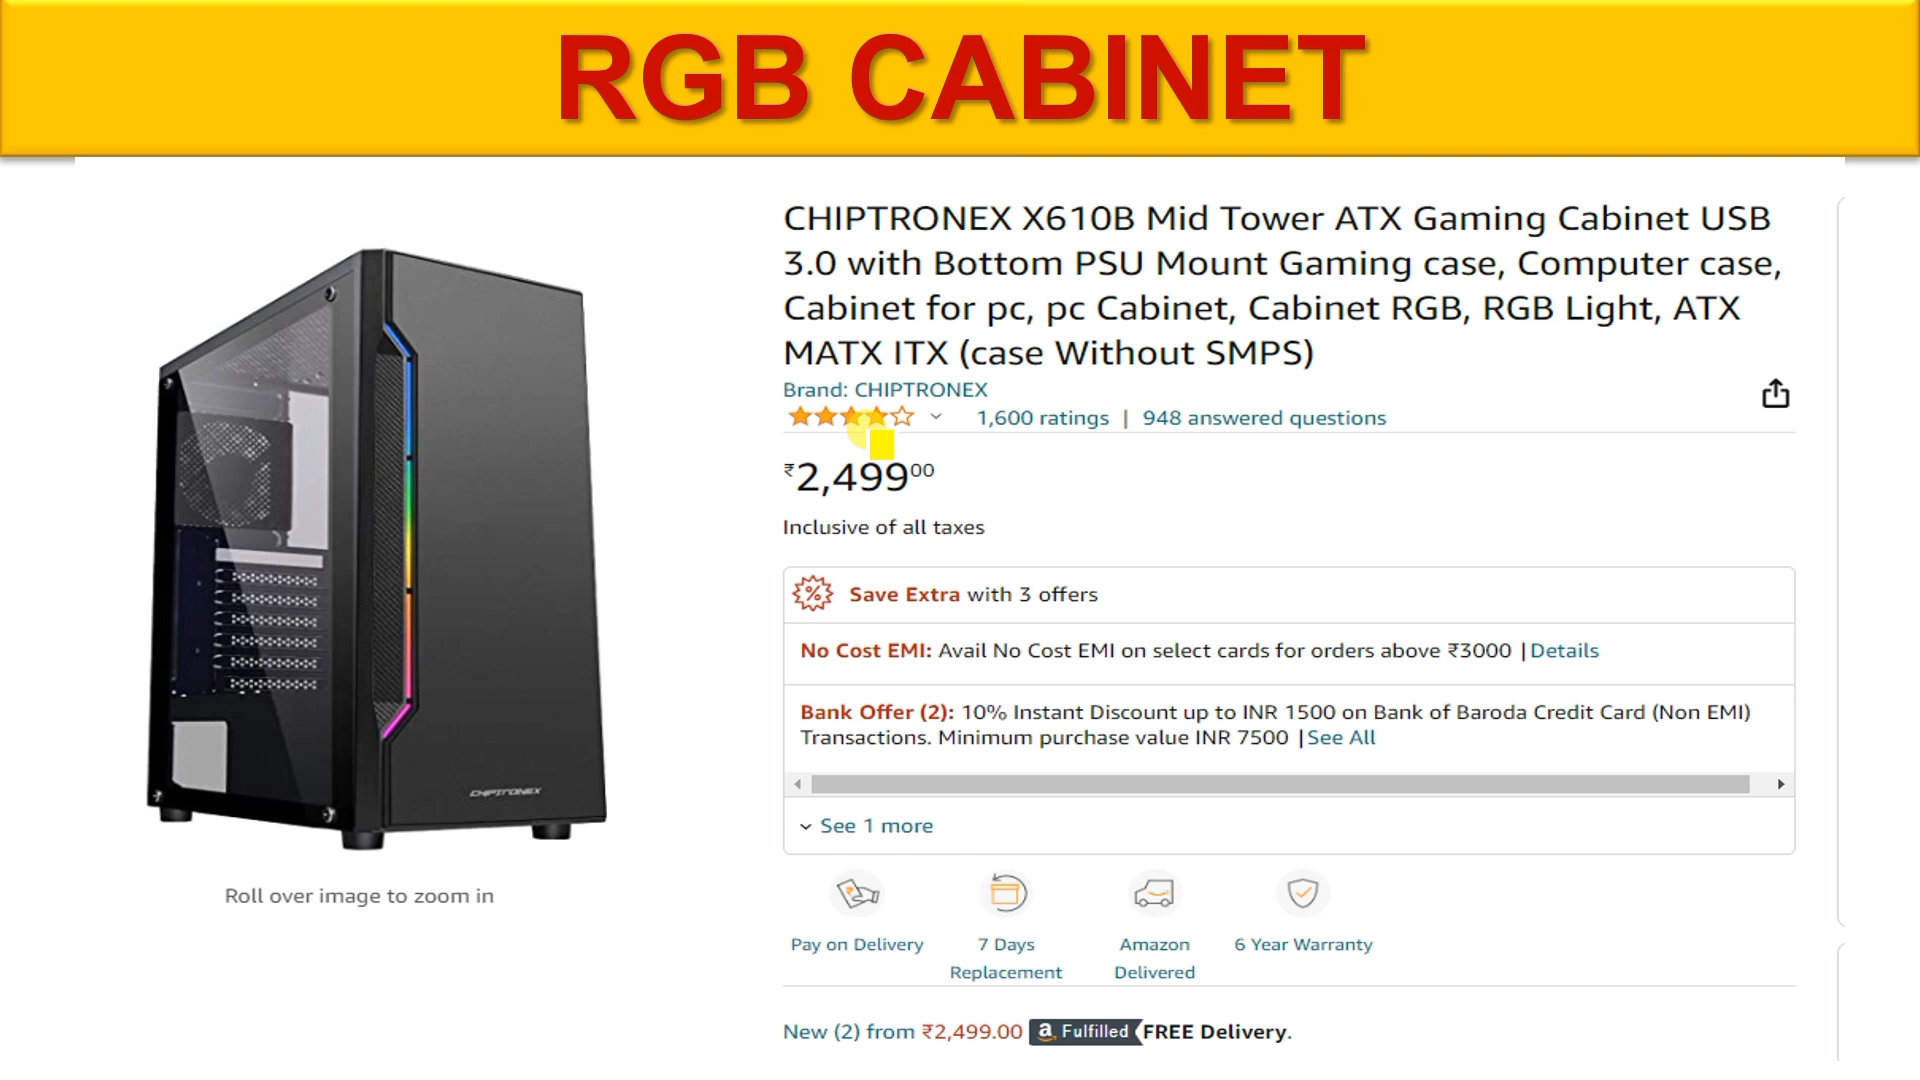 RGB CABINET
CHIPTRONEX X610B Mid Tower ATX Gaming Cabinet USB
3.0 with Bottom PSU Mount Gaming case, Computer case,
Cabinet for pc, pc Cabinet, Cabinet RGB, RGB Light, ATX
MATX ITX (case Without SMPS)
Brand: CHIPTRONEX
1,600 ratings | 948 answered questions
₹2,49900
Inclusive of all taxes
Save Extra with 3 offers
No Cost EMI: Avail No Cost EMI on select cards for orders above ₹3000 | Details
Bank Offer (2): 10% Instant Discount up to INR 1500 on Bank of Baroda Credit Card (Non EMI)
Transactions. Minimum purchase value INR 7500 | See All
See 1 more
CHIPTRONEX
Roll over image to zoom in
Pay on Delivery
7 Days
Replacement
Amazon
Delivered
6 Year Warranty
New (2) from ₹2,499.00 a Fulfilled FREE Delivery.